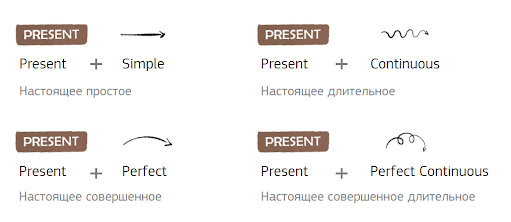 PRESENT
Present + Simple
Настоящее простое
PRESENT
Present + Continuous
Настоящее длительное
PRESENT
Present + Perfect
Настоящее совершенное
PRESENT
Present + Perfect Continuous
Настоящее совершенное длительное